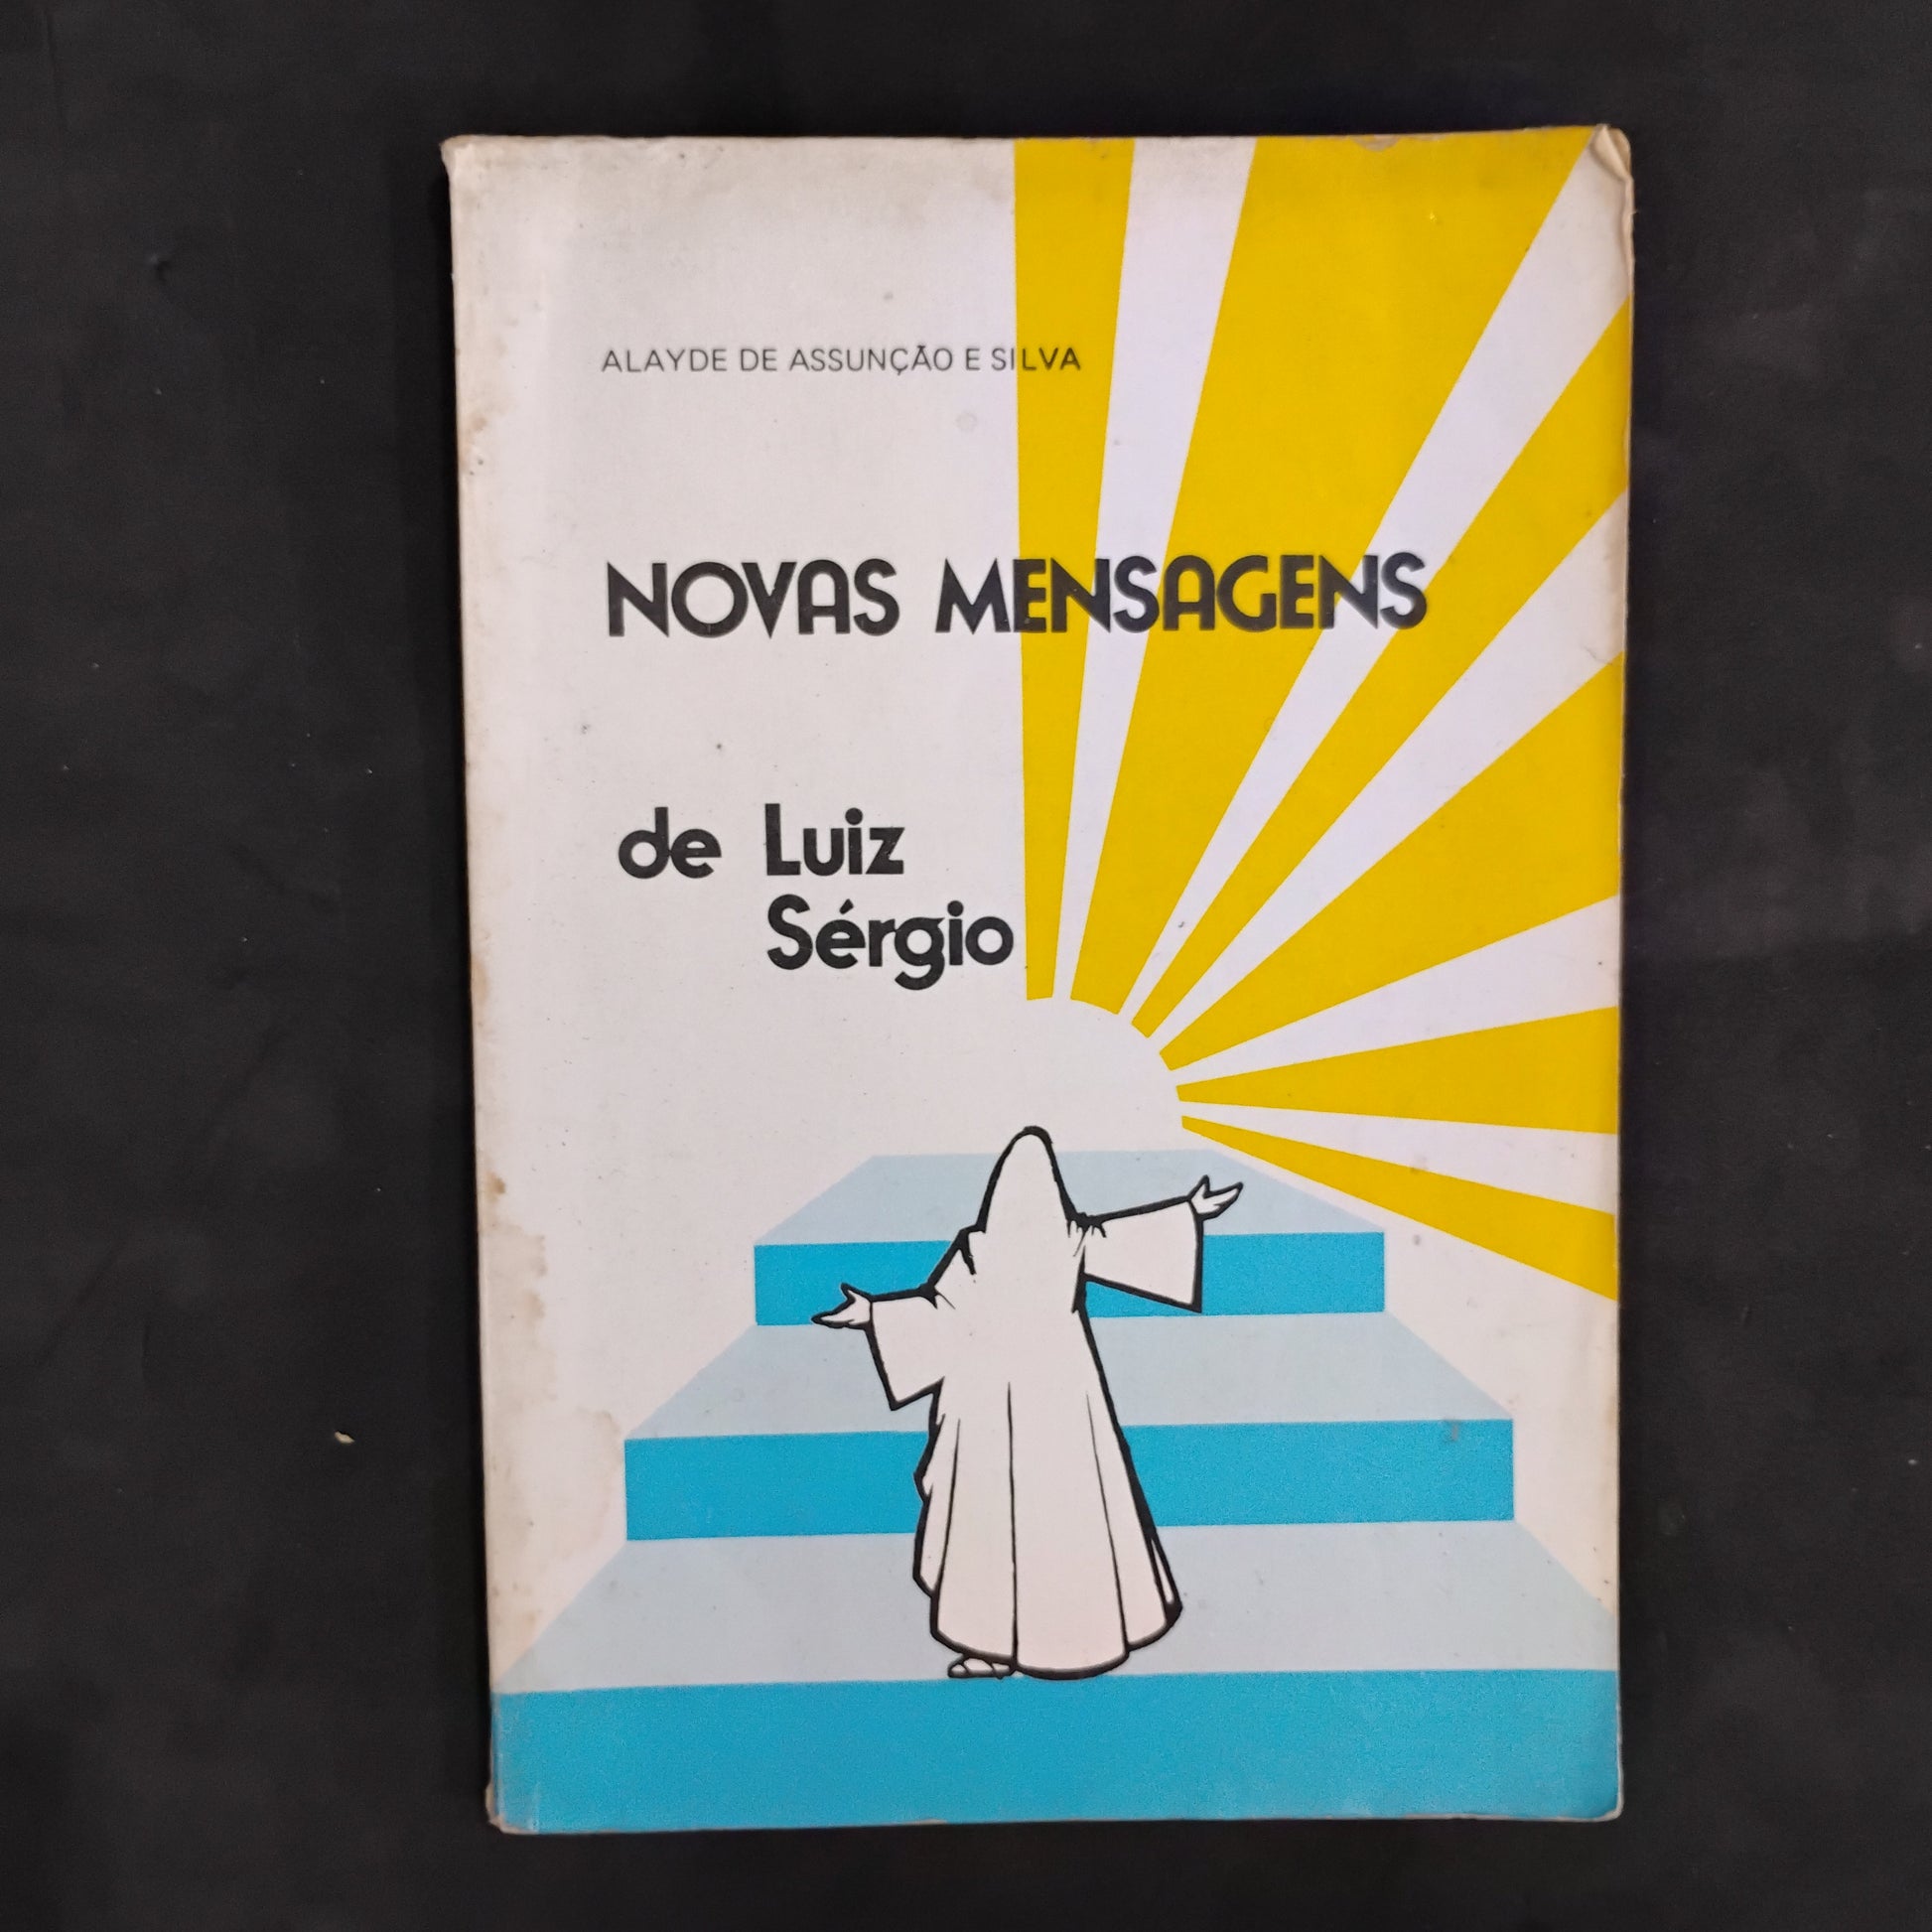 ALAYDE DE ASSUNÇÃO E SILVA
NOVAS MENSAGENS
de Luiz
Sérgio